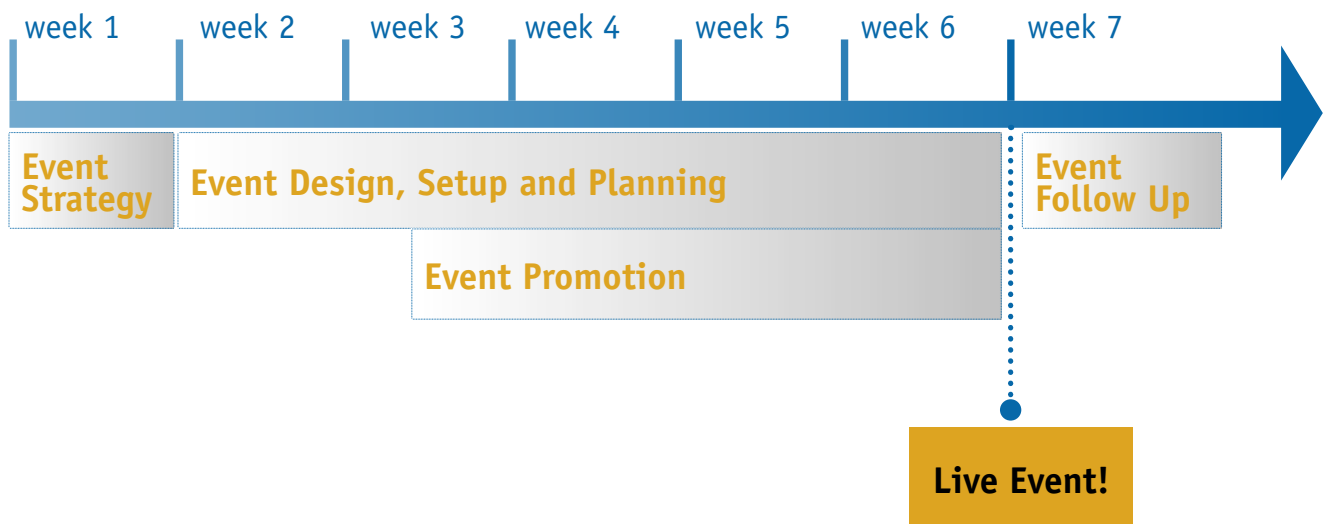 week 1 week 2 week 3 week 4 week 5 week 6 week 7
Event
Strategy
Event Design, Setup and Planning
Event
Follow Up
Event Promotion
Live Event!